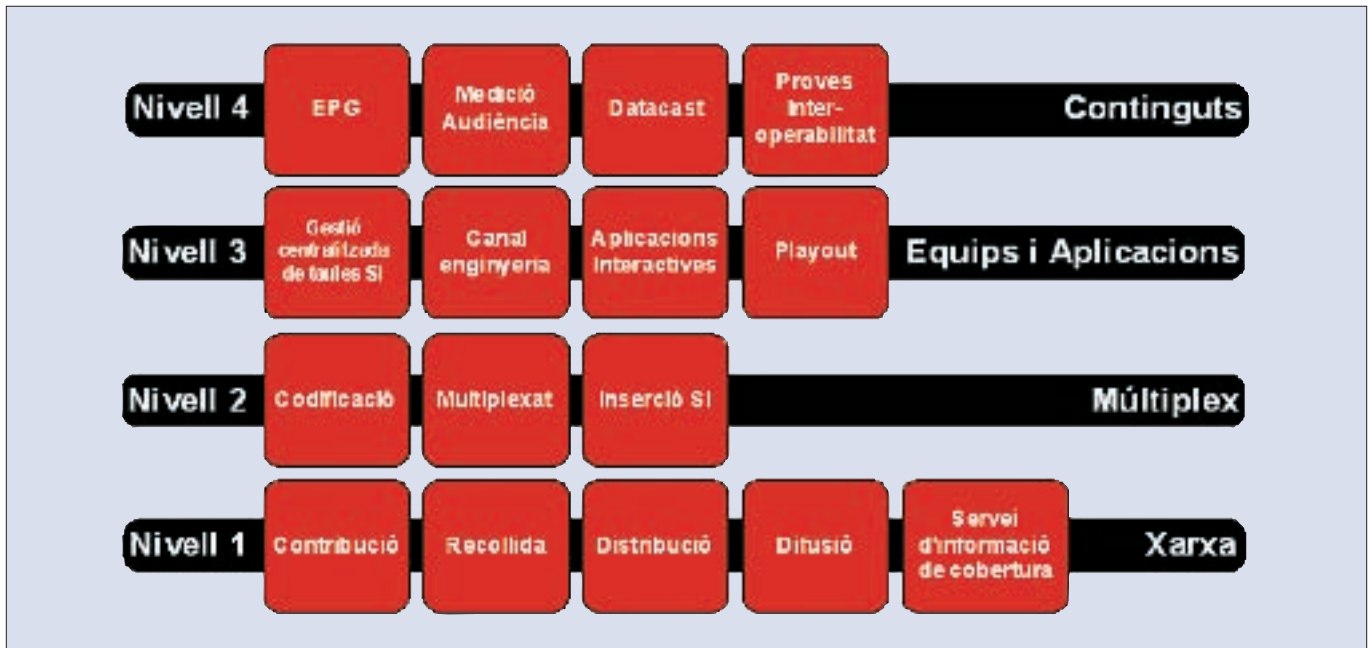 Nivell 4
EPG
Medició
Audiència
Datacast
Proves
Inter-
operabilitat
Continguts
Nivell 3
Gestió
centralitzada
de taules SI
Canal
enginyeria
Aplicacions
Interactives
Playout
Equips i Aplicacions
Nivell 2
Codificació
Multiplexat
Inserció SI
Múltiplex
Nivell 1
Contribució
Recollida
Distribució
Difusió
Servei
d'informació
de cobertura
Xarxa